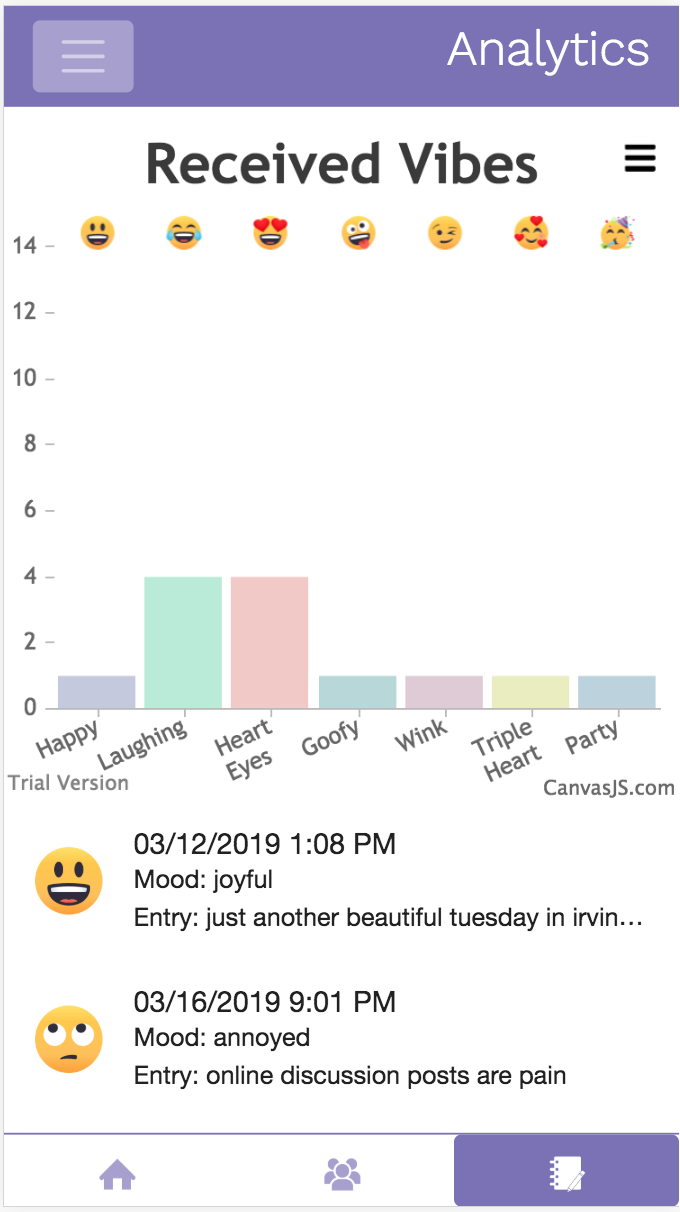 Analytics
Received Vibes
14
12
10
8
6
4
2
0
Happy
Laughing
Heart
Eyes
Goofy
Wink
Triple
Heart
Party
Trial Version
CanvasJS.com
03/12/2019 1:08 PM
Mood: joyful
Entry: just another beautiful tuesday in irvin…
03/16/2019 9:01 PM
Mood: annoyed
Entry: online discussion posts are pain